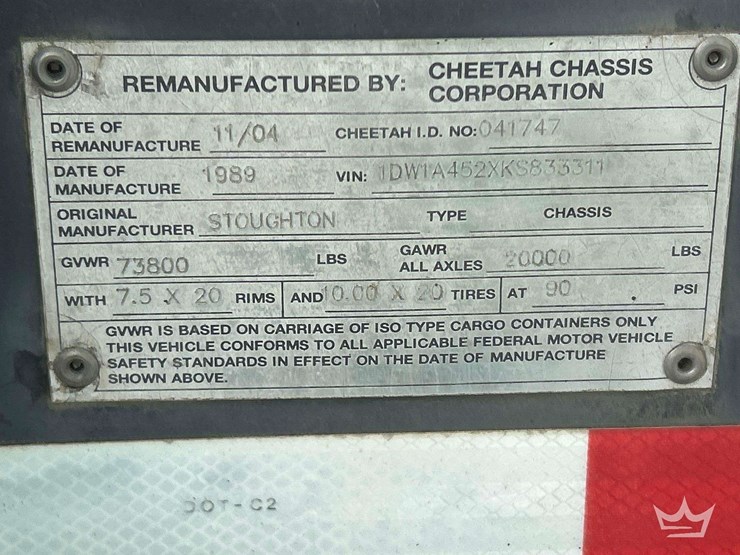 REMANUFACTURED BY: CHEETAH CHASSIS CORPORATION
DATE OF REMANUFACTURE 11/04 CHEETAH I.D. NO: 041747
DATE OF MANUFACTURE 1989 VIN: 1DW1A452XKS833311
ORIGINAL MANUFACTURER STOUGHTON TYPE CHASSIS
GVWR 73800 LBS GAWR ALL AXLES 20000 LBS
WITH 7.5 X 20 RIMS AND 10.00 X 20 TIRES AT 90 PSI
GVWR IS BASED ON CARRIAGE OF ISO TYPE CARGO CONTAINERS ONLY
THIS VEHICLE CONFORMS TO ALL APPLICABLE FEDERAL MOTOR VEHICLE
SAFETY STANDARDS IN EFFECT ON THE DATE OF MANUFACTURE
SHOWN ABOVE.
DOT-C2